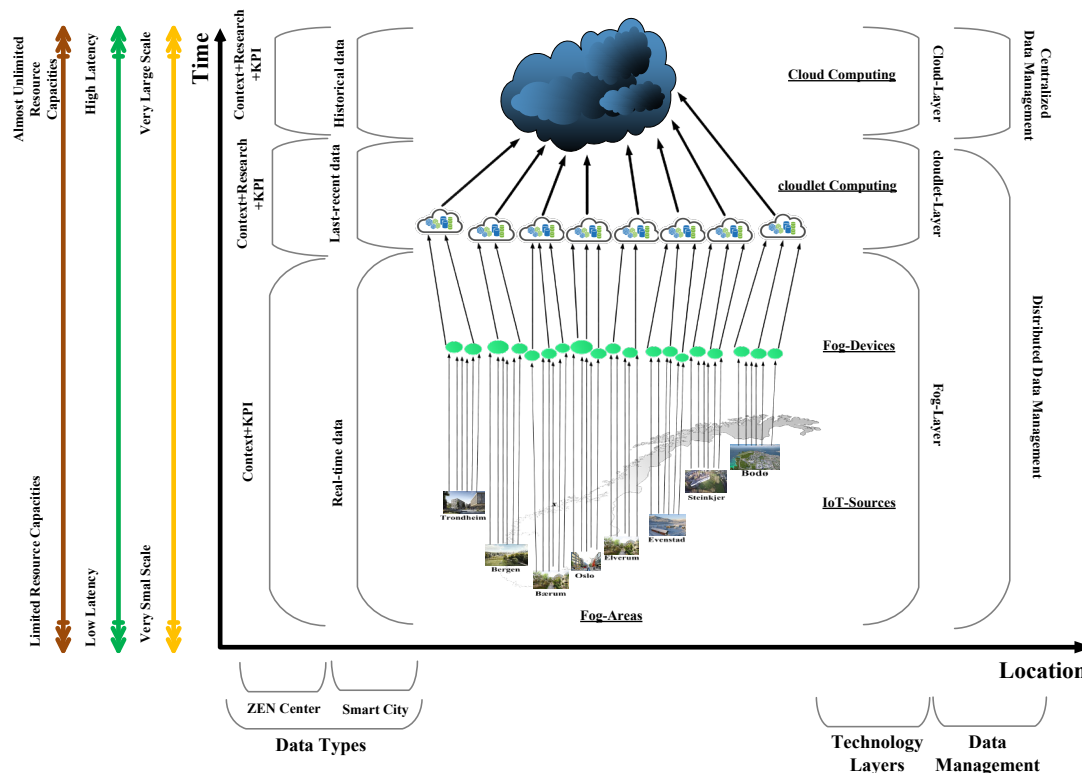 Almost Unlimited
Resource
Capacities
High Latency
Very Large Scale
Time
Context+Research
+KPI
Historical data
Cloud Computing
Cloud-Layer
Centralized
Data Management
Context+Research
+KPI
Last-recent data
cloudlet Computing
cloudlet-Layer
Distributed Data Management
Context+KPI
Real-time data
Fog-Devices
Fog-Layer
IoT-Sources
Trondheim
Bergen
Bærum
Oslo
Elverum
Evenstad
Steinkjer
Bodø
x
Fog-Areas
Limited Resource Capacities
Low Latency
Very Smal Scale
Location
ZEN Center
Smart City
Data Types
Technology
Layers
Data
Management